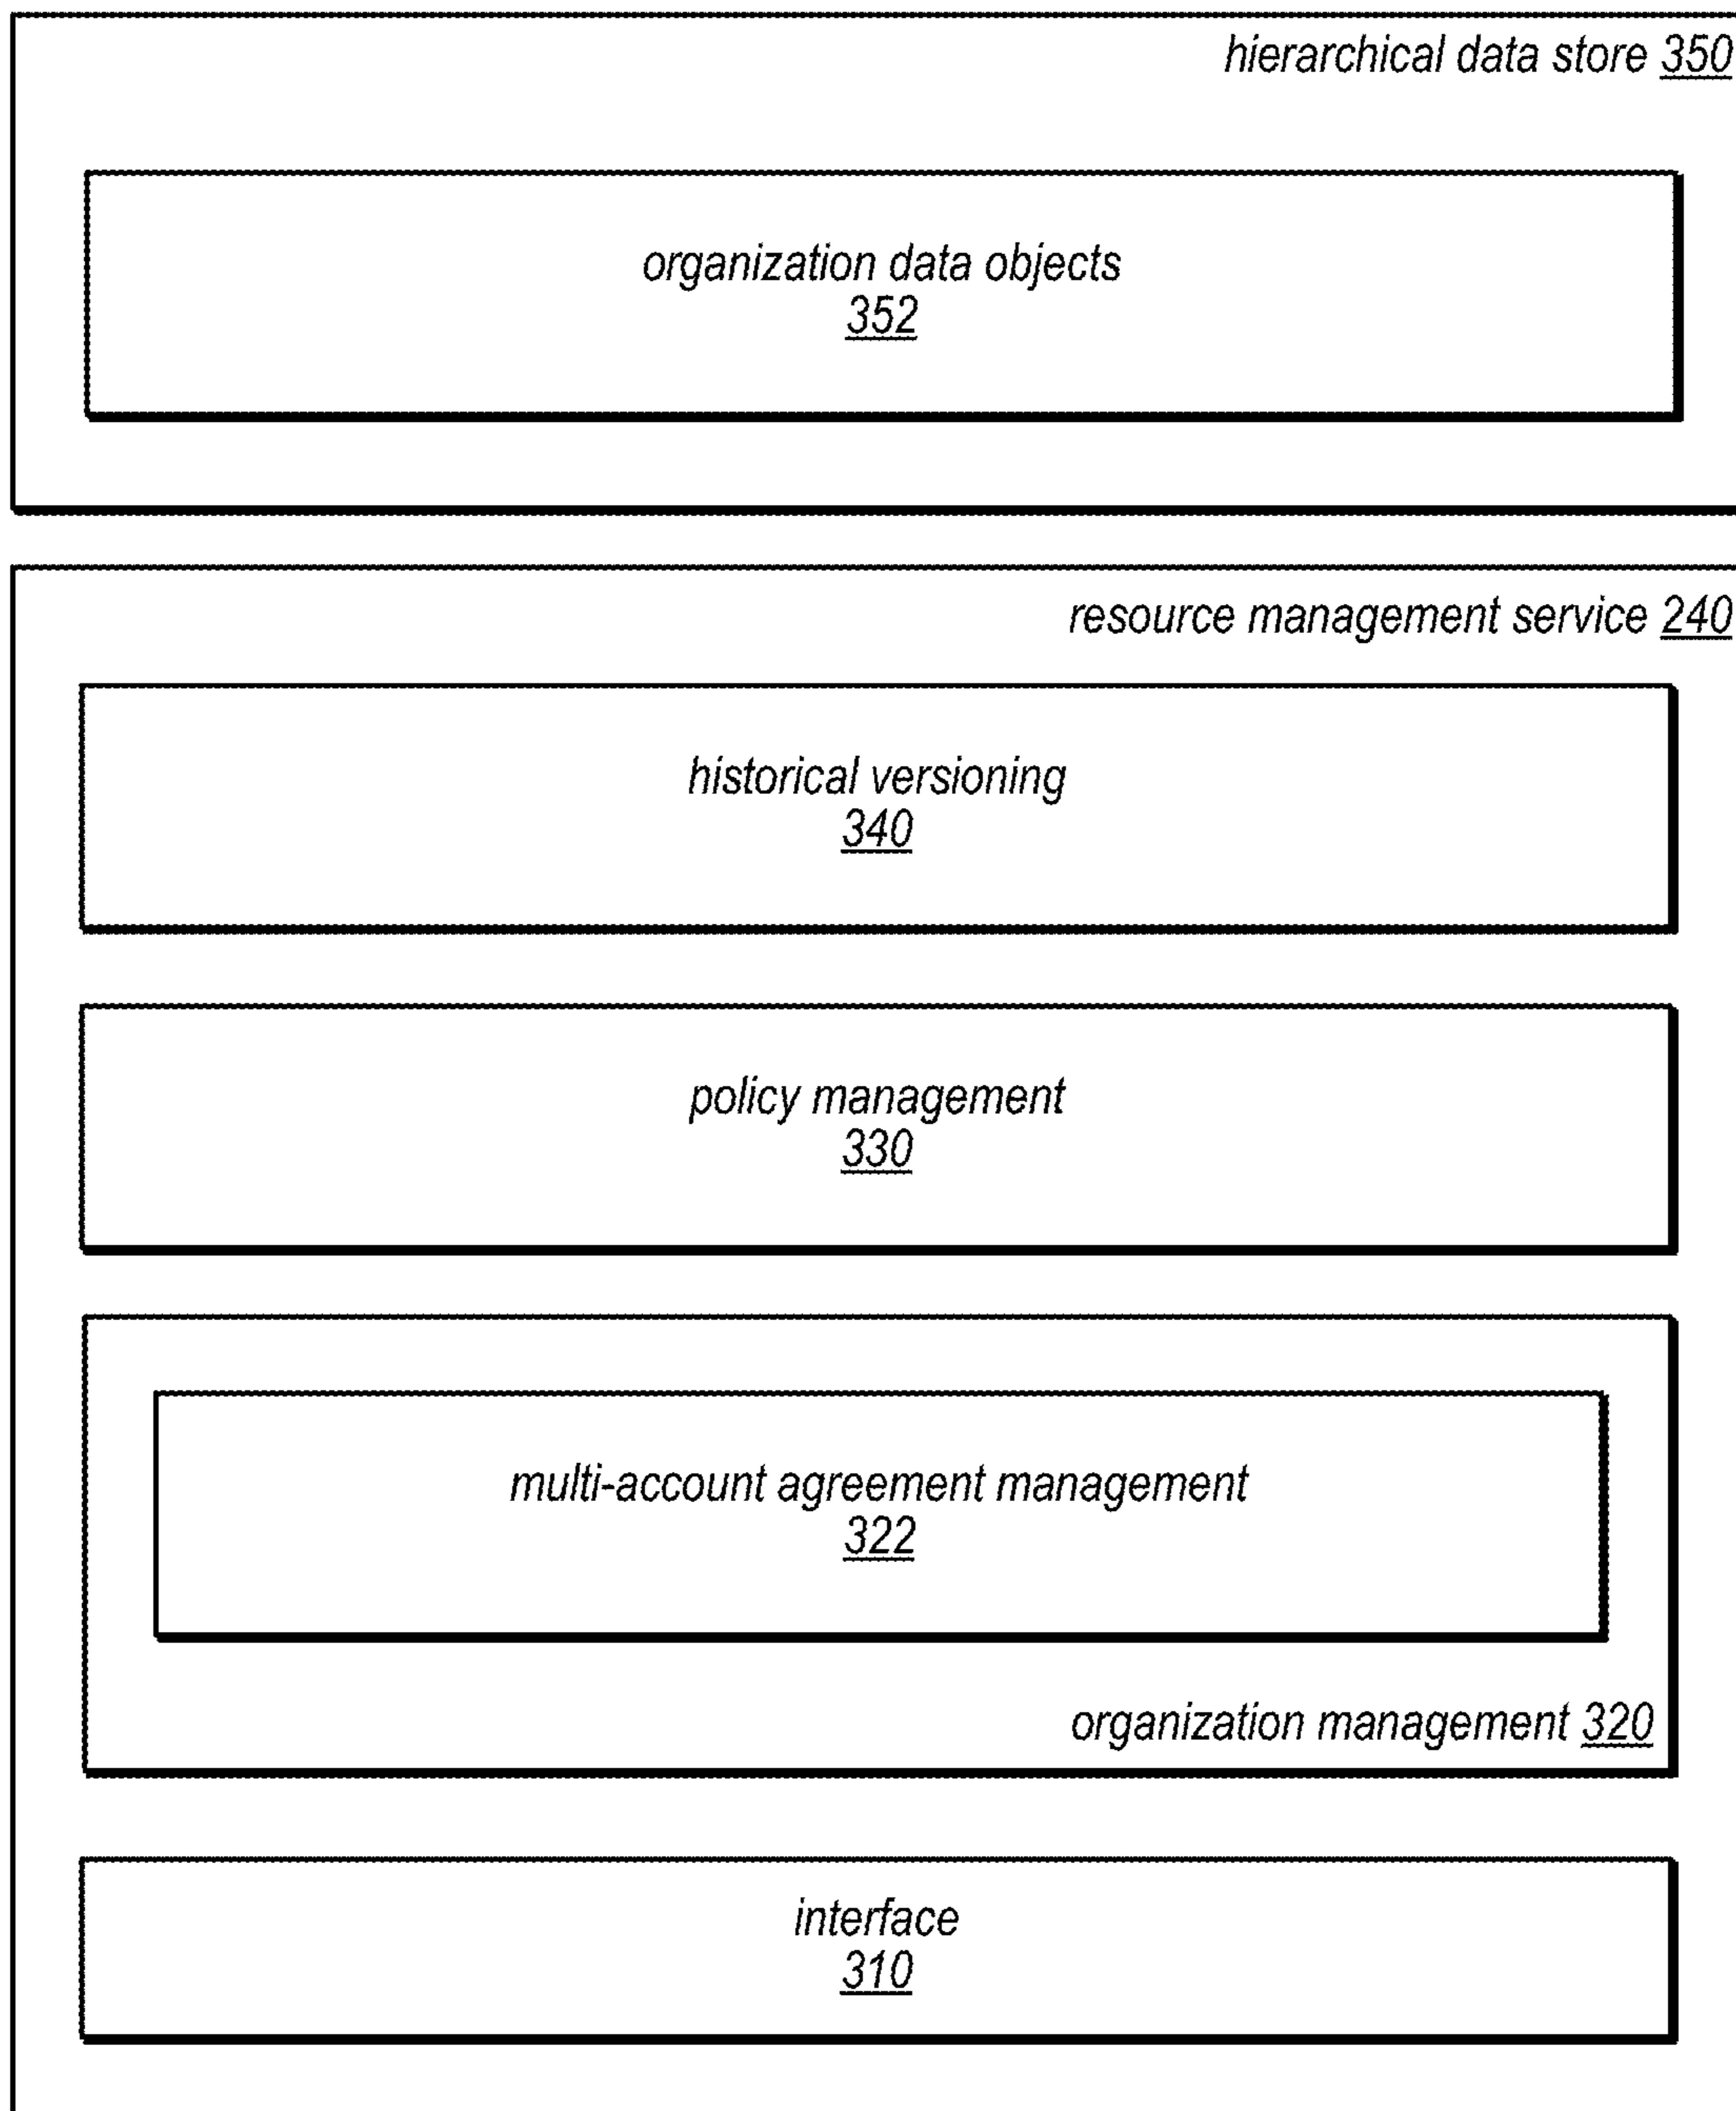 hierarchical data store 350
organization data objects
352
resource management service 240
historical versioning
340
policy management
330
multi-account agreement management
322
organization management 320
interface
310